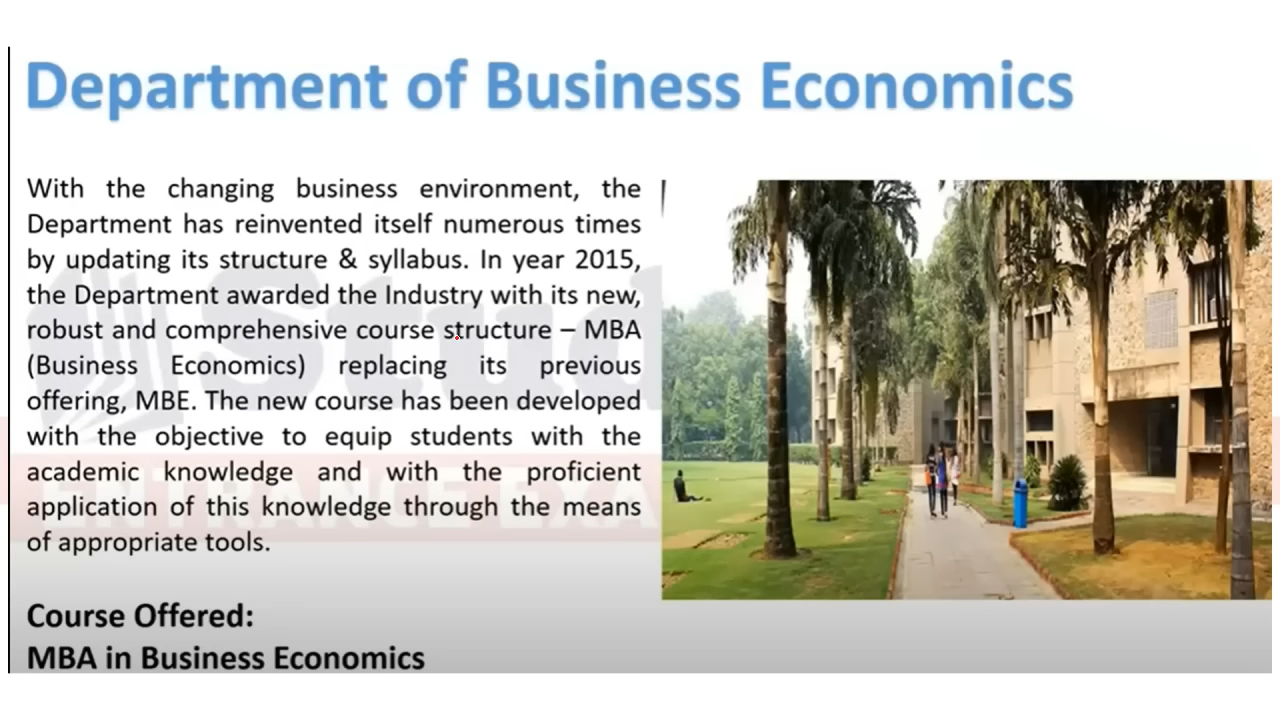 Department of Business Economics
With the changing business environment, the
Department has reinvented itself numerous times
by updating its structure & syllabus. In year 2015,
the Department awarded the Industry with its new,
robust and comprehensive course structure – MBA
(Business Economics) replacing its previous
offering, MBE. The new course has been developed
with the objective to equip students with the
academic knowledge and with the proficient
application of this knowledge through the means
of appropriate tools.
Course Offered:
MBA in Business Economics